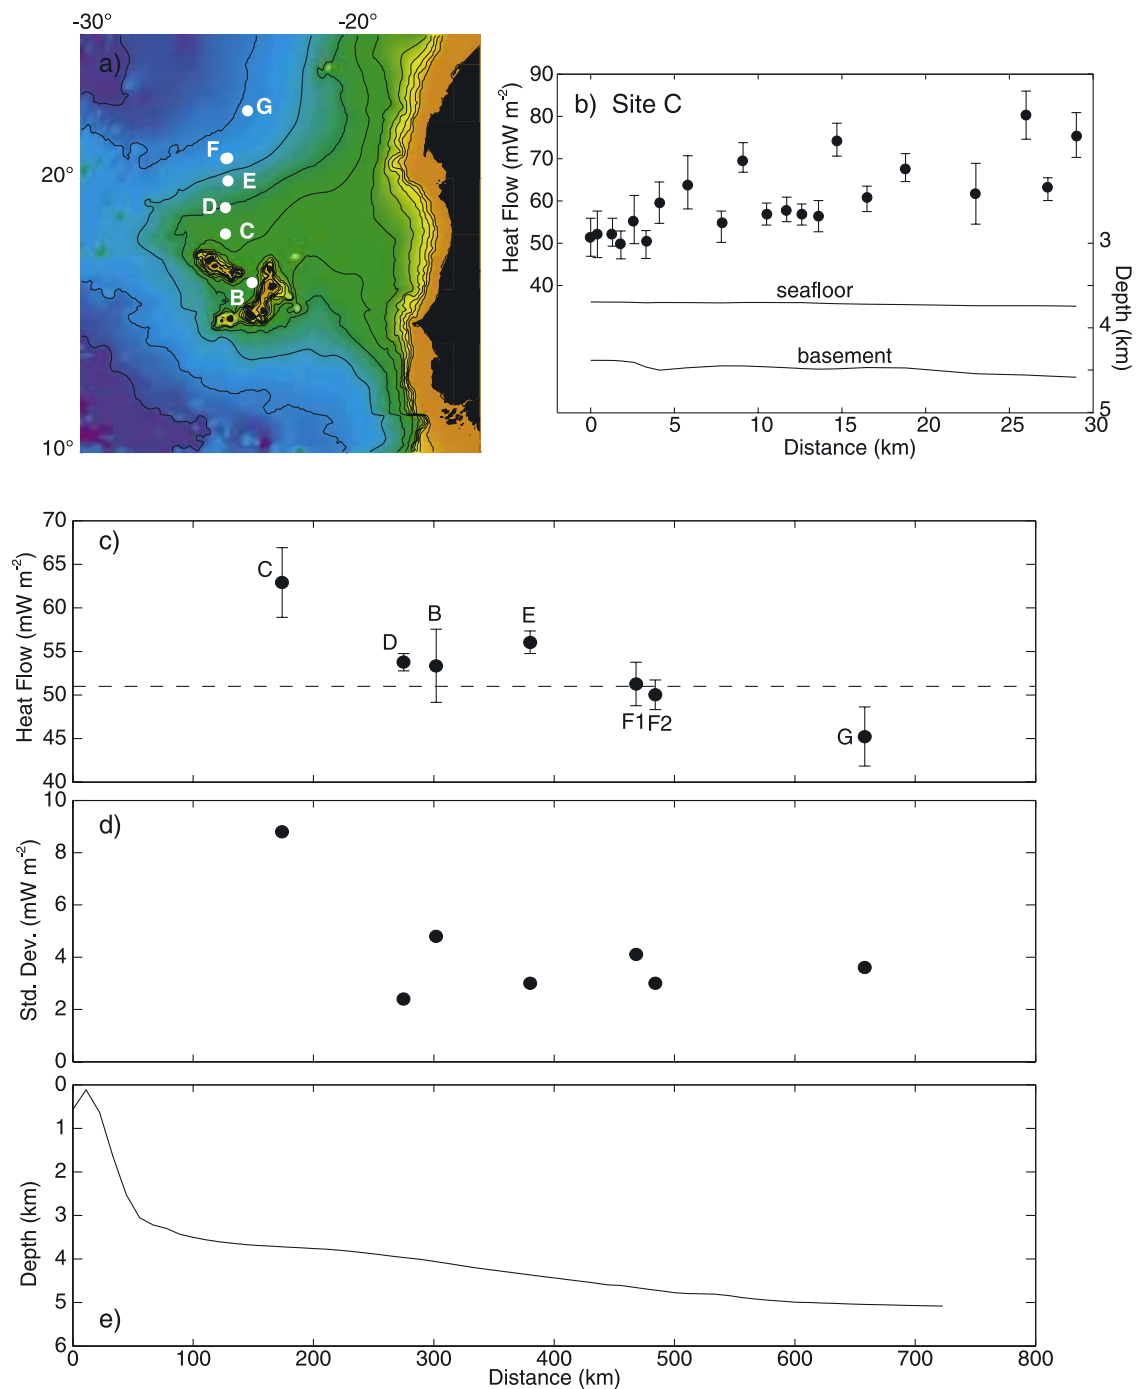 -30°
-20°
a)
G
F
E
20°
D
C
B
10°
b) Site C
Heat Flow (mW m-2)
90
80
70
60
50
40
3
4
5
Depth (km)
seafloor
basement
0
5
10
15
20
25
30
Distance (km)
c)
Heat Flow (mW m-2)
70
65
60
55
50
45
40
C
D
B
E
F1
F2
G
d)
Std. Dev. (mW m-2)
10
8
6
4
2
0
e)
Depth (km)
0
1
2
3
4
5
6
0
100
200
300
400
500
600
700
800
Distance (km)